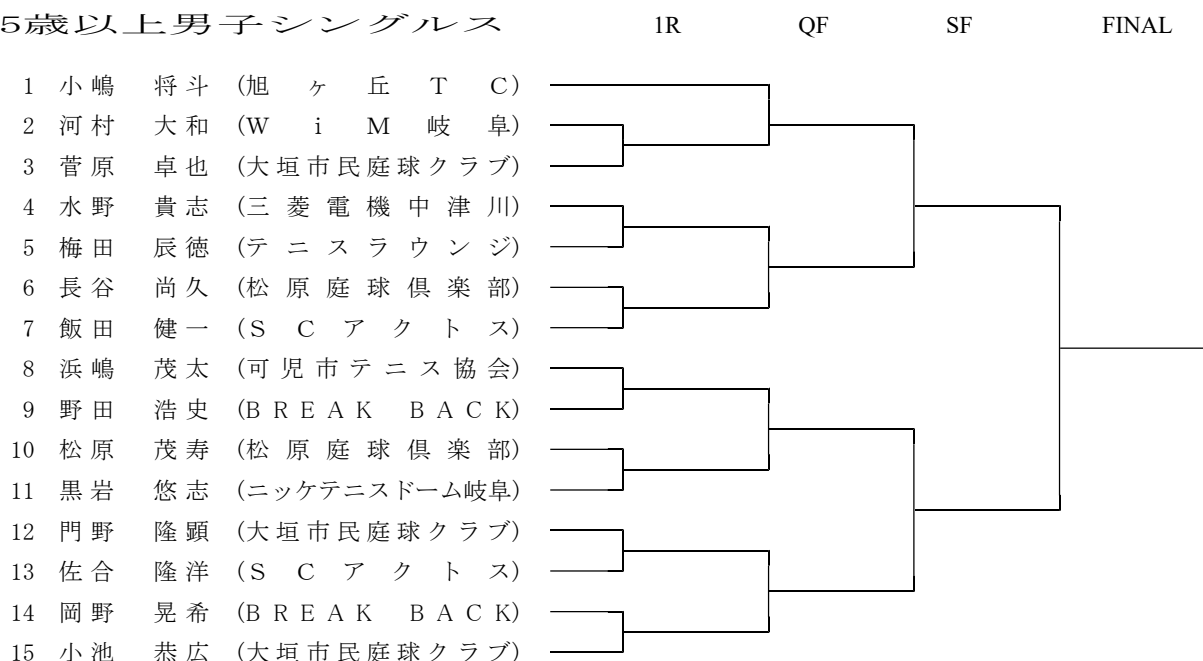 5歳以上男子シングルス 1R QF SF FINAL
1 小嶋 将斗 (旭ヶ丘TC)
2 河村 大和 (WiM岐阜)
3 菅原 卓也 (大垣市民庭球クラブ)
4 水野 貴志 (三菱電機中津川)
5 梅田 辰徳 (テニスラウンジ)
6 長谷 尚久 (松原庭球倶楽部)
7 飯田 健一 (SCアクトス)
8 浜嶋 茂太 (可児市テニス協会)
9 野田 浩史 (BREAK BACK)
10 松原 茂寿 (松原庭球倶楽部)
11 黒岩 悠志 (ニッケテニスドーム岐阜)
12 門野 隆顕 (大垣市民庭球クラブ)
13 佐合 隆洋 (SCアクトス)
14 岡野 晃希 (BREAK BACK)
15 小池 恭広 (大垣市民庭球クラブ)